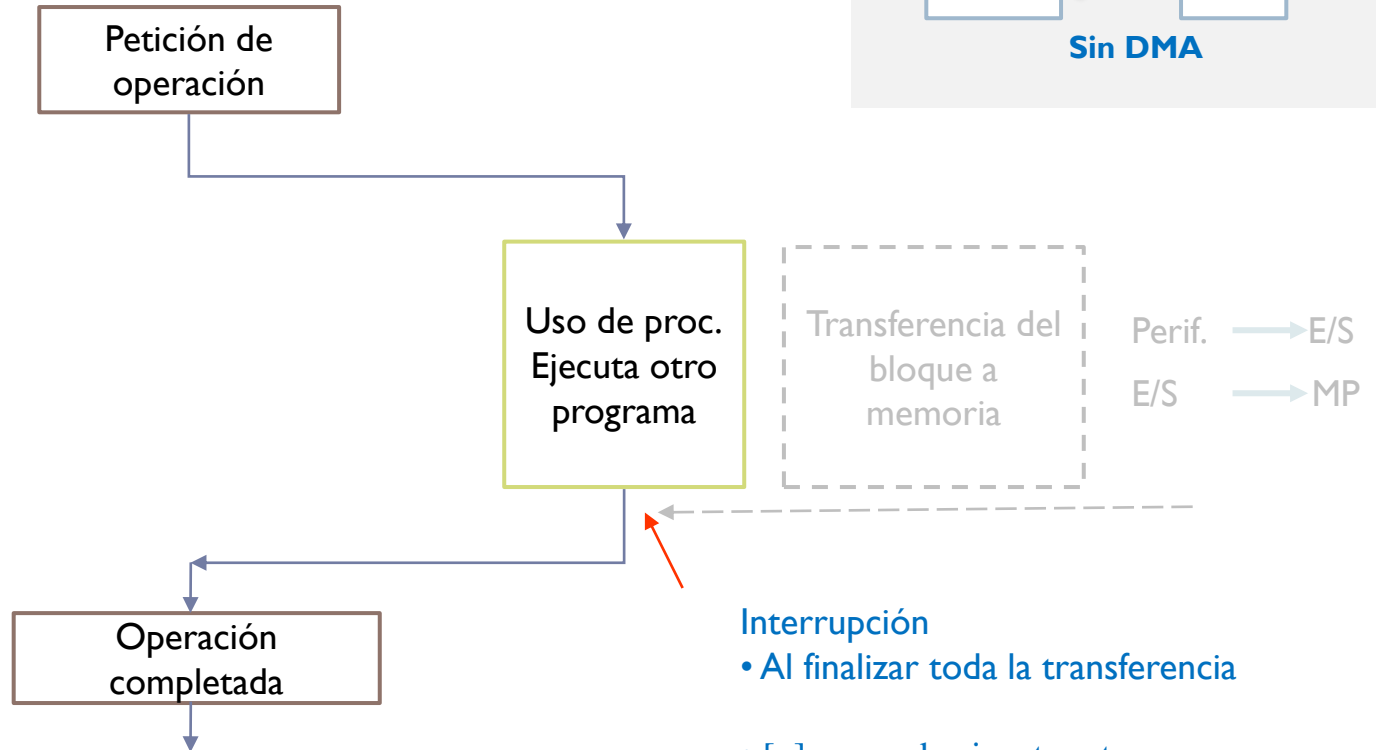 Petición de
operación
Sin DMA
Uso de proc.
Ejecuta otro
programa
Transferencia del
bloque a
memoria
Perif. E/S
E/S MP
Interrupción
• Al finalizar toda la transferencia
Operación
completada